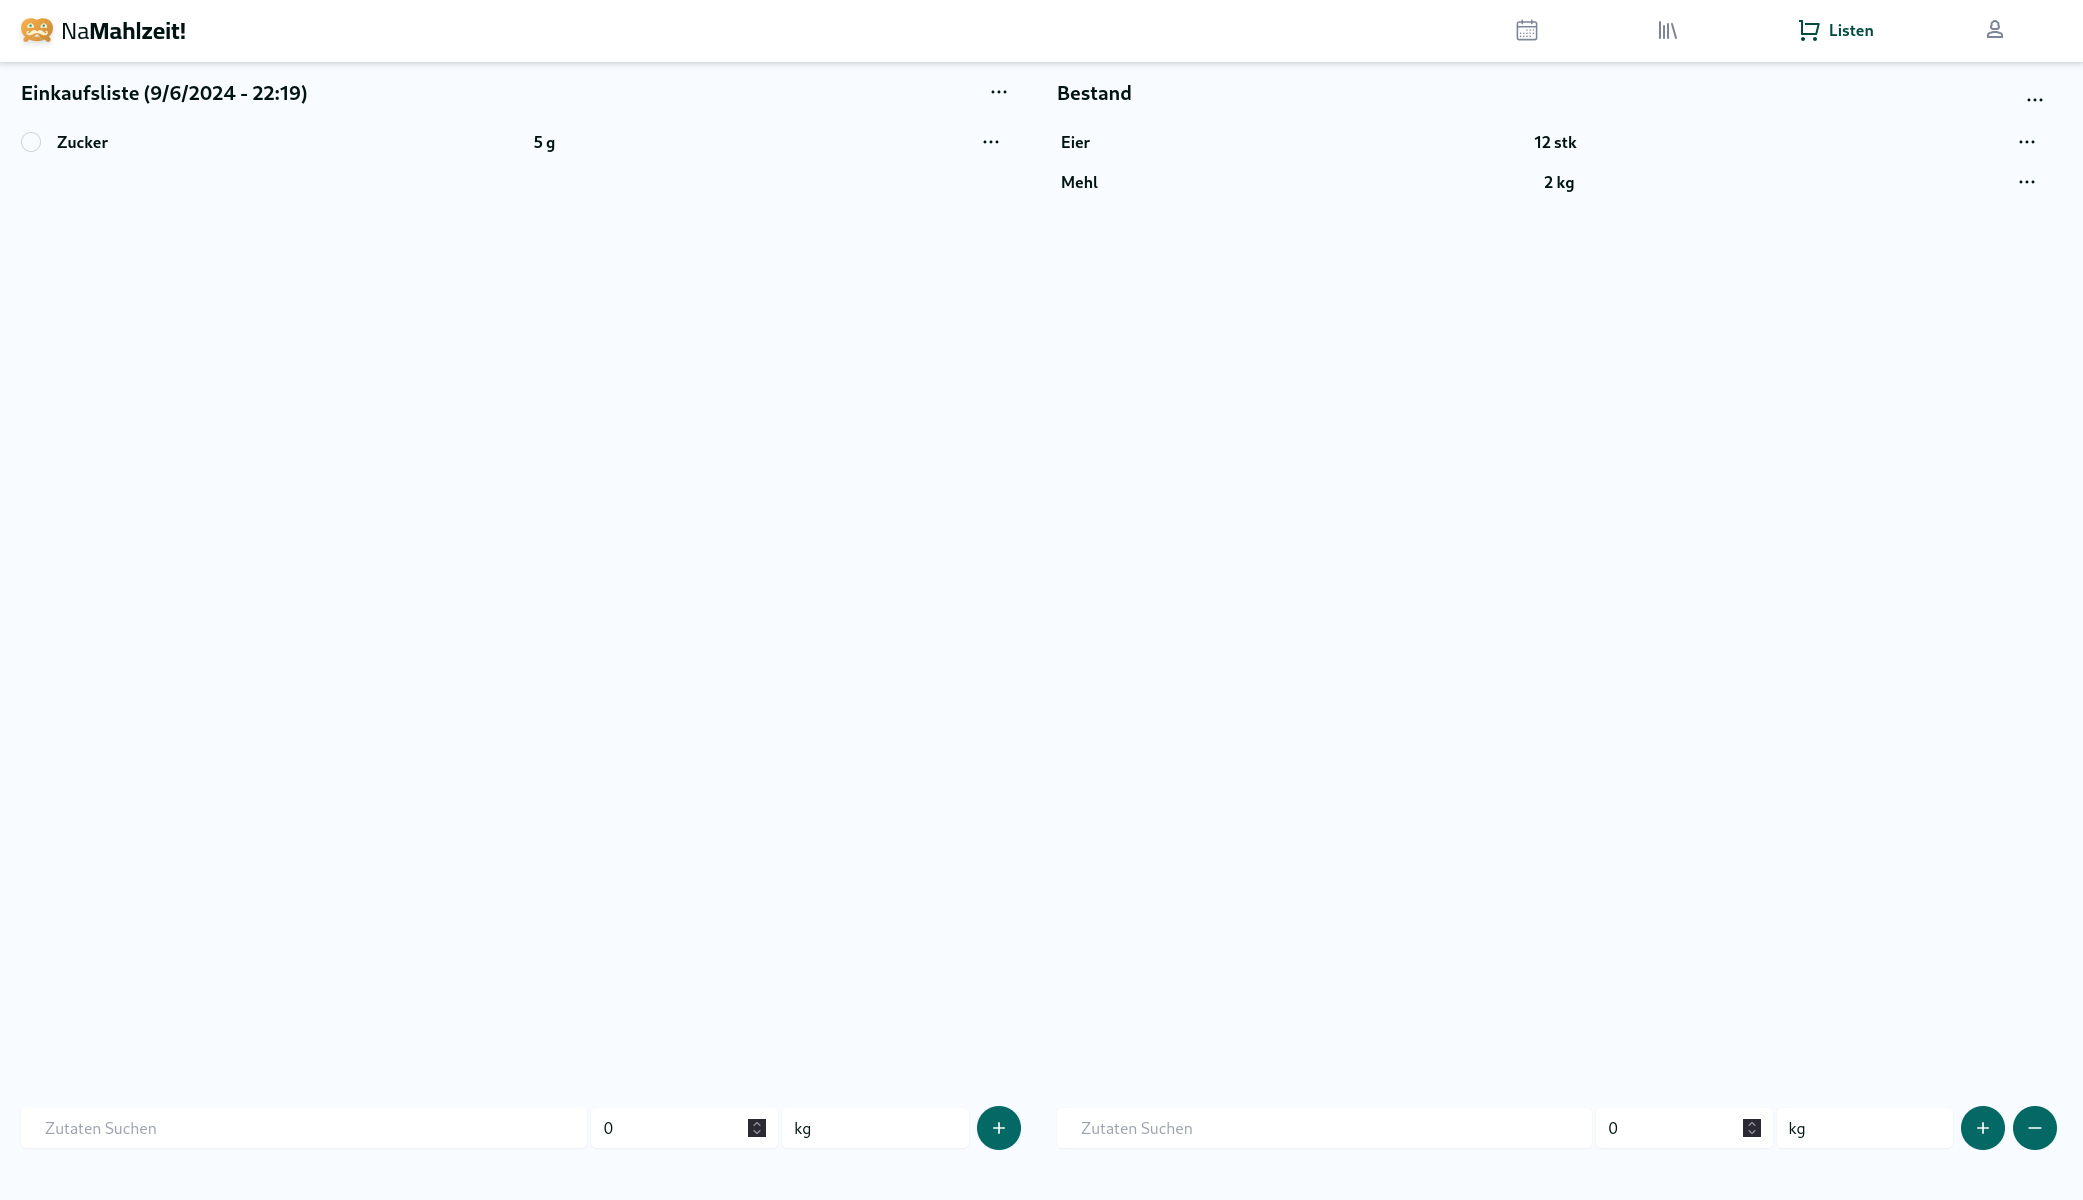 NaMahlzeit!
Listen
Einkaufsliste (9/6/2024 - 22:19)
Zucker 5 g
Bestand
Eier 12 stk
Mehl 2 kg
Zutaten Suchen 0 kg
Zutaten Suchen 0 kg